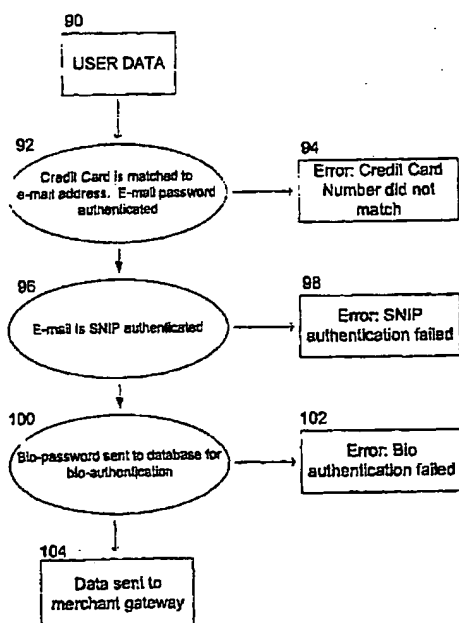 90
USER DATA
92
Credit Card is matched to
e-mail address. E-mail password
authenticated
94
Error: Credit Card
Number did not
match
96
E-mail is SNIP authenticated
98
Error: SNIP
authentication failed
100
Bio-password sent to database for
bio-authentication
102
Error: Bio
authentication failed
104
Data sent to
merchant gateway